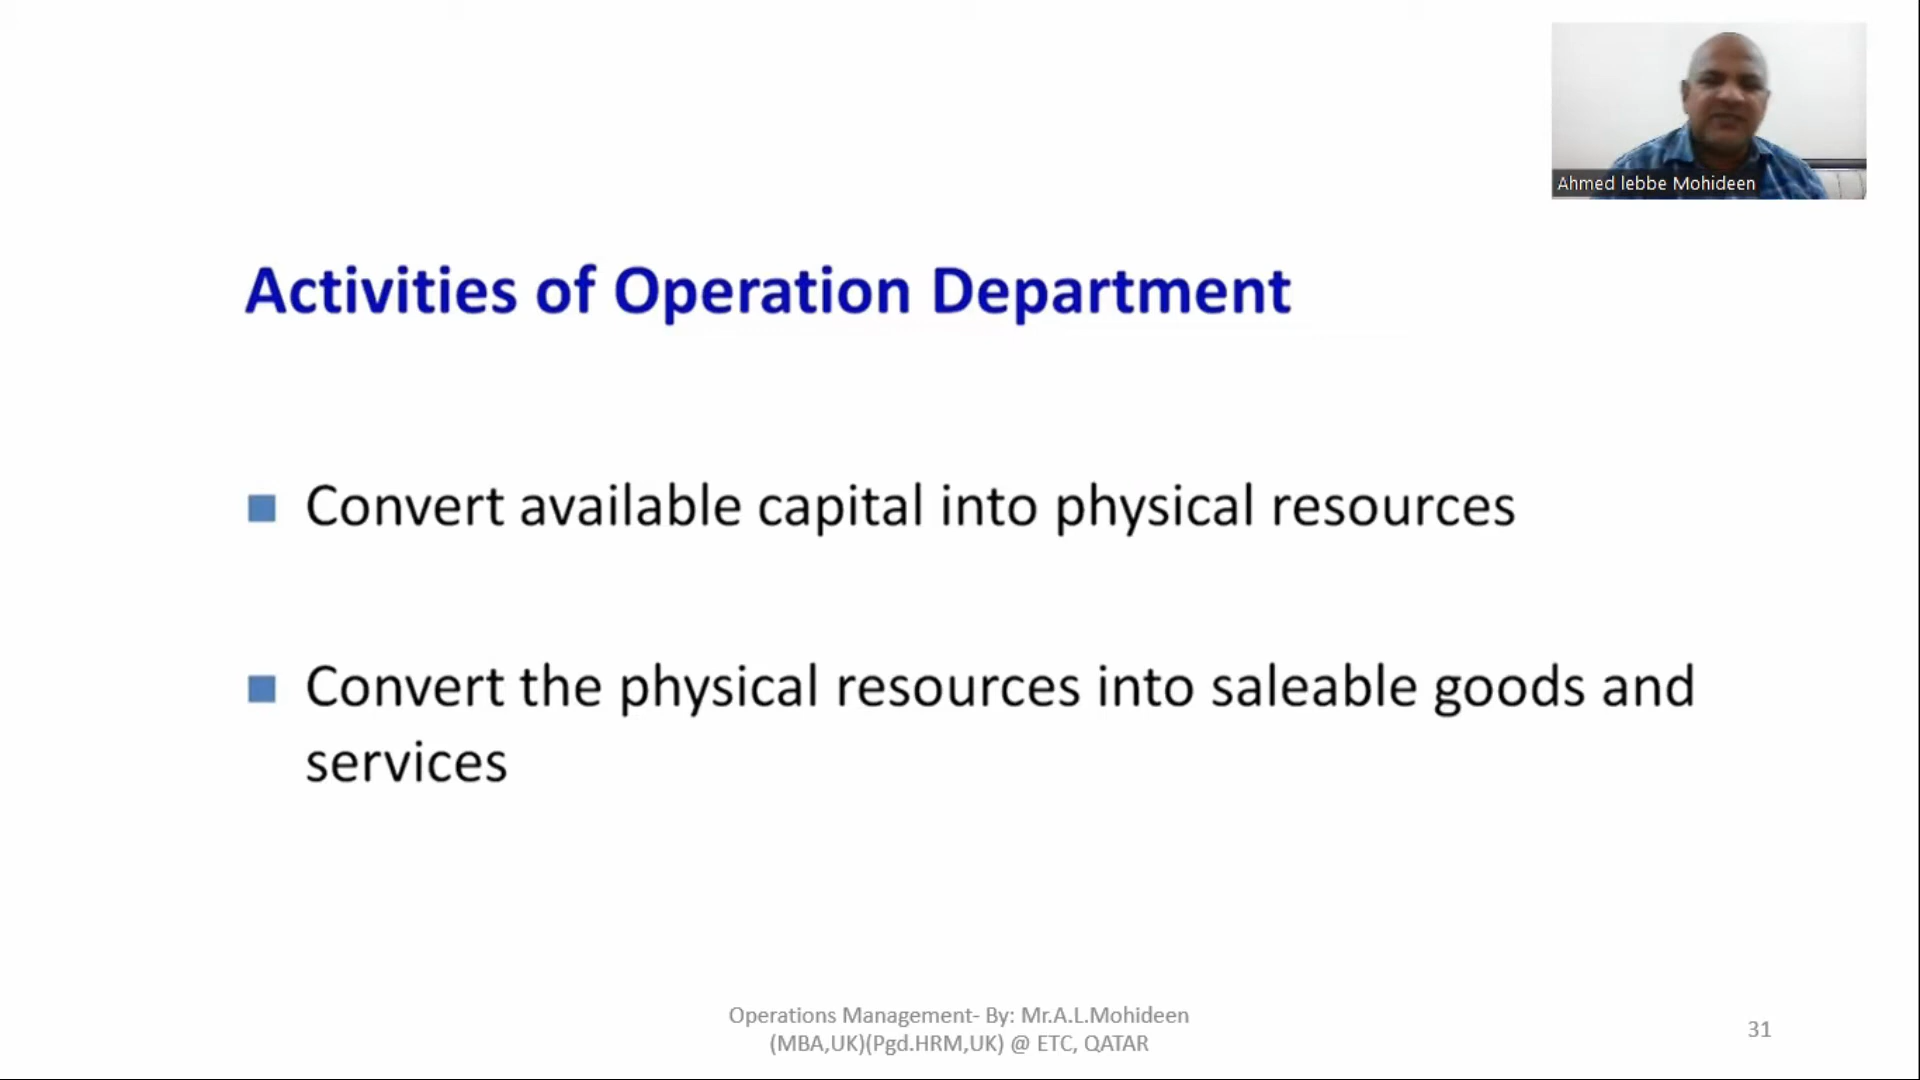 Ahmed lebbe Mohideen
Activities of Operation Department
Convert available capital into physical resources
Convert the physical resources into saleable goods and
services
Operations Management- By: Mr.A.L.Mohideen
(MBA,UK)(Pgd.HRM,UK) @ ETC, QATAR
31